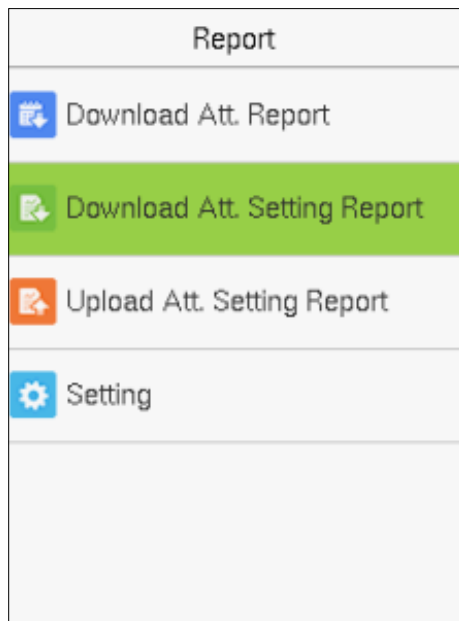 Report
Download Att. Report
Download Att. Setting Report
Upload Att. Setting Report
Setting